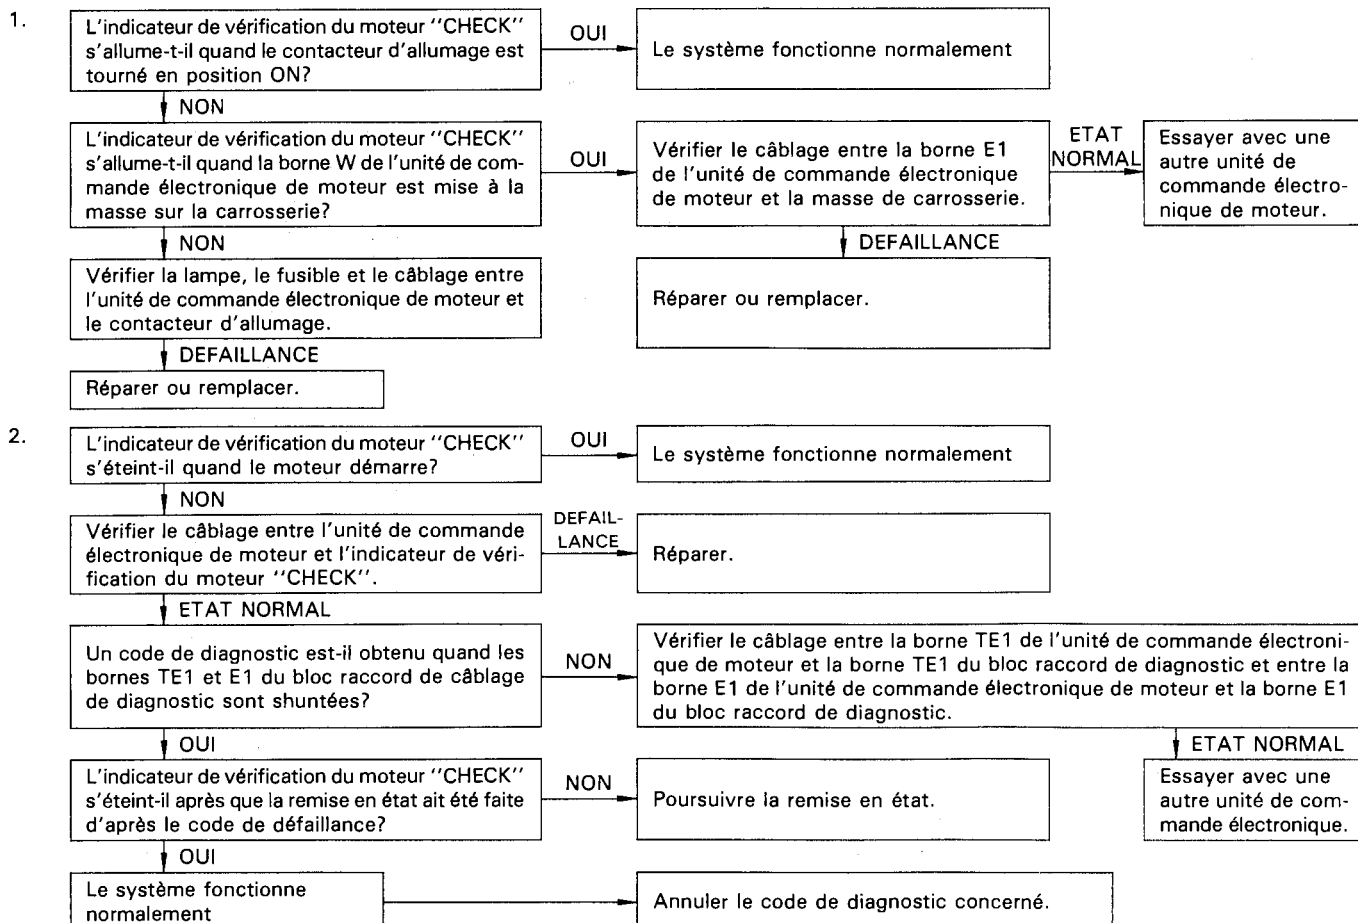 1.
L'indicateur de vérification du moteur ''CHECK''
s'allume-t-il quand le contacteur d'allumage est
tourné en position ON?
OUI
Le système fonctionne normalement
NON
L'indicateur de vérification du moteur ''CHECK''
s'allume-t-il quand la borne W de l'unité de com-
mande électronique de moteur est mise à la
masse sur la carrosserie?
OUI
Vérifier le câblage entre la borne E1
de l'unité de commande électronique
de moteur et la masse de carrosserie.
ETAT
NORMAL
Essayer avec une
autre unité de
commande électro-
nique de moteur.
NON
DEFAILLANCE
Vérifier la lampe, le fusible et le câblage entre
l'unité de commande électronique de moteur et
le contacteur d'allumage.
Réparer ou remplacer.
DEFAILLANCE
Réparer ou remplacer.
2.
L'indicateur de vérification du moteur ''CHECK''
s'éteint-il quand le moteur démarre?
OUI
Le système fonctionne normalement
NON
Vérifier le câblage entre l'unité de commande
électronique de moteur et l'indicateur de véri-
fication du moteur ''CHECK''.
DEFAIL-
LANCE
Réparer.
ETAT NORMAL
Un code de diagnostic est-il obtenu quand les
bornes TE1 et E1 du bloc raccord de câblage
de diagnostic sont shuntées?
NON
Vérifier le câblage entre la borne TE1 de l'unité de commande électroni-
que de moteur et la borne TE1 du bloc raccord de diagnostic et entre la
borne E1 de l'unité de commande électronique de moteur et la borne E1
du bloc raccord de diagnostic.
OUI
ETAT NORMAL
L'indicateur de vérification du moteur ''CHECK''
s'éteint-il après que la remise en état ait été faite
d'après le code de défaillance?
NON
Poursuivre la remise en état.
Essayer avec une
autre unité de com-
mande électronique.
OUI
Le système fonctionne
normalement
Annuler le code de diagnostic concerné.